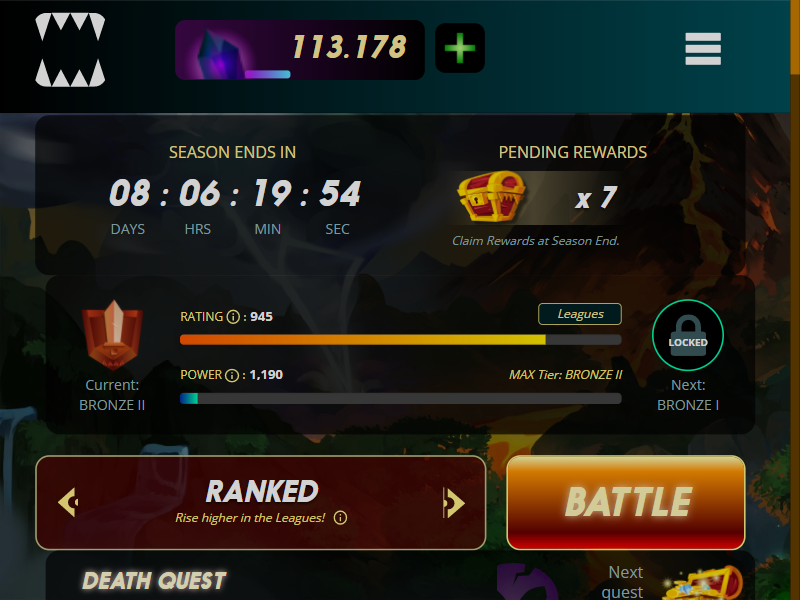 113.178
SEASON ENDS IN
08 : 06 : 19 : 54
DAYS HRS MIN SEC
PENDING REWARDS
x 7
Claim Rewards at Season End.
Current:
BRONZE II
RATING i : 945
Leagues
POWER i : 1,190
MAX Tier: BRONZE II
LOCKED
Next:
BRONZE I
RANKED
Rise higher in the Leagues! i
BATTLE
DEATH QUEST
Next
quest